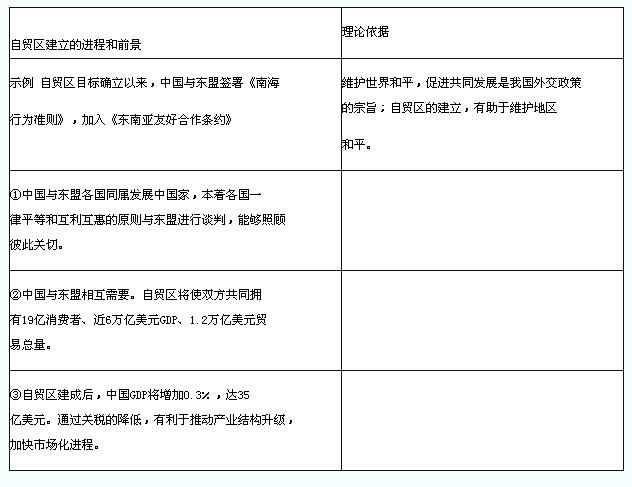 自贸区建立的进程和前景
理论依据
示例 自贸区目标确立以来，中国与东盟签署《南海
行为准则》，加入《东南亚友好合作条约》
维护世界和平，促进共同发展是我国外交政策
的宗旨；自贸区的建立，有助于维护地区
和平。
①中国与东盟各国同属发展中国家，本着各国一
律平等和互利互惠的原则与东盟进行谈判，能够照顾
彼此关切。
②中国与东盟相互需要。自贸区将使双方共同拥
有19亿消费者、近6万亿美元GDP、1.2万亿美元贸
易总量。
③自贸区建成后，中国GDP将增加0.3%，达35
亿美元。通过关税的降低，有利于推动产业结构升级，
加快市场化进程。